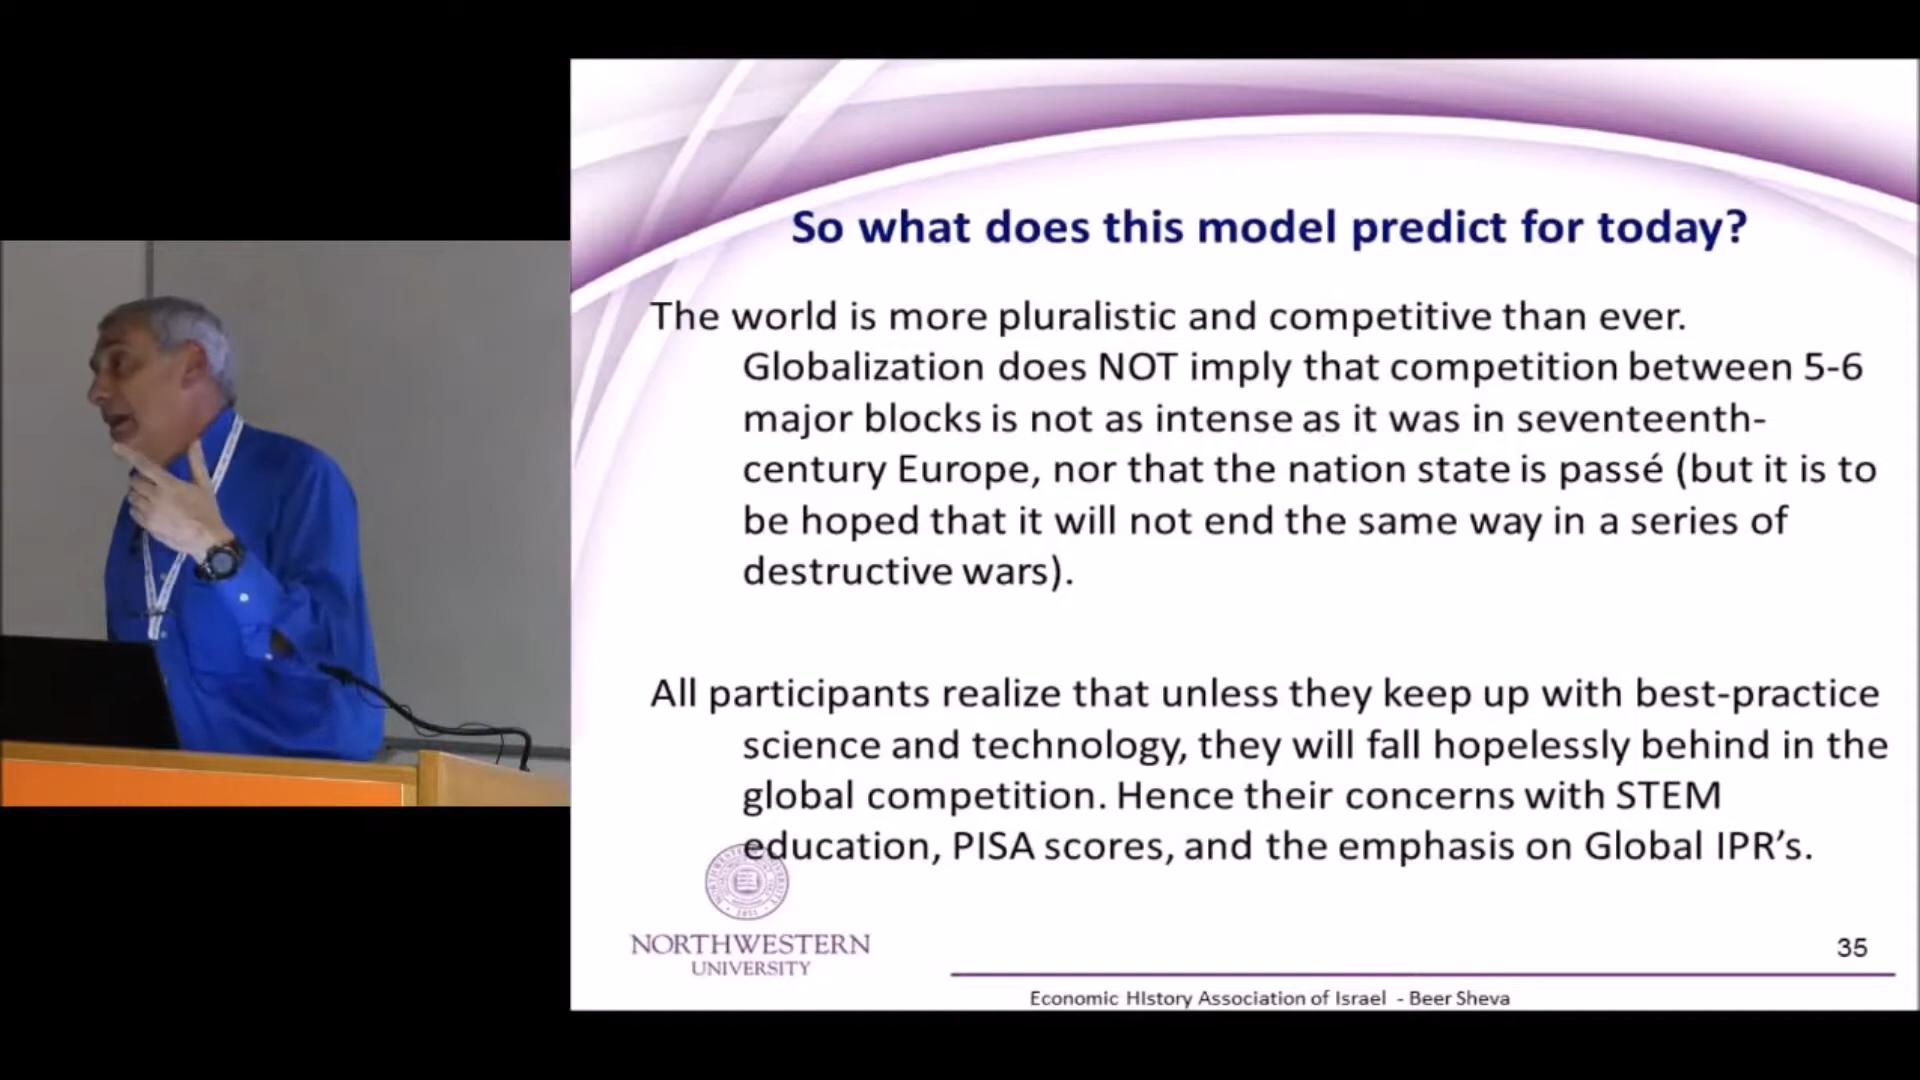 So what does this model predict for today?
The world is more pluralistic and competitive than ever.
Globalization does NOT imply that competition between 5-6
major blocks is not as intense as it was in seventeenth-
century Europe, nor that the nation state is passé (but it is to
be hoped that it will not end the same way in a series of
destructive wars).
All participants realize that unless they keep up with best-practice
science and technology, they will fall hopelessly behind in the
global competition. Hence their concerns with STEM
education, PISA scores, and the emphasis on Global IPR’s.
NORTHWESTERN
UNIVERSITY
35
Economic HIstory Association of Israel - Beer Sheva